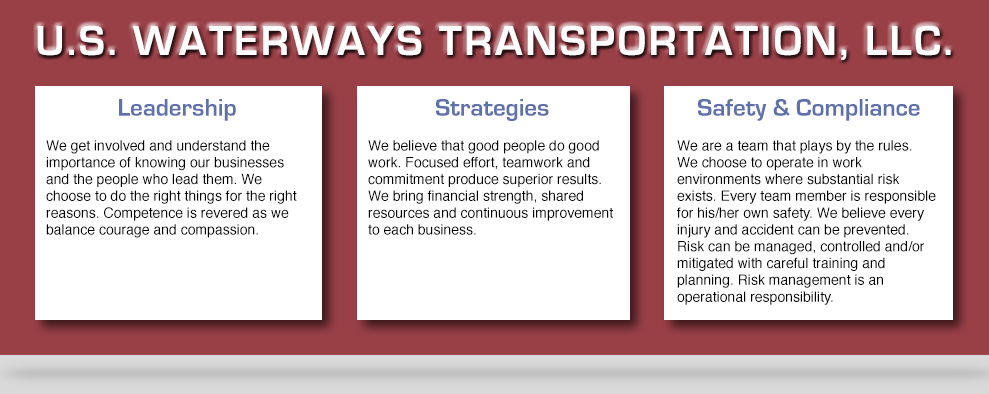 U.S. WATERWAYS TRANSPORTATION, LLC.
Leadership
We get involved and understand the
importance of knowing our businesses
and the people who lead them. We
choose to do the right things for the right
reasons. Competence is revered as we
balance courage and compassion.
Strategies
We believe that good people do good
work. Focused effort, teamwork and
commitment produce superior results.
We bring financial strength, shared
resources and continuous improvement
to each business.
Safety & Compliance
We are a team that plays by the rules.
We choose to operate in work
environments where substantial risk
exists. Every team member is responsible
for his/her own safety. We believe every
injury and accident can be prevented.
Risk can be managed, controlled and/or
mitigated with careful training and
planning. Risk management is an
operational responsibility.